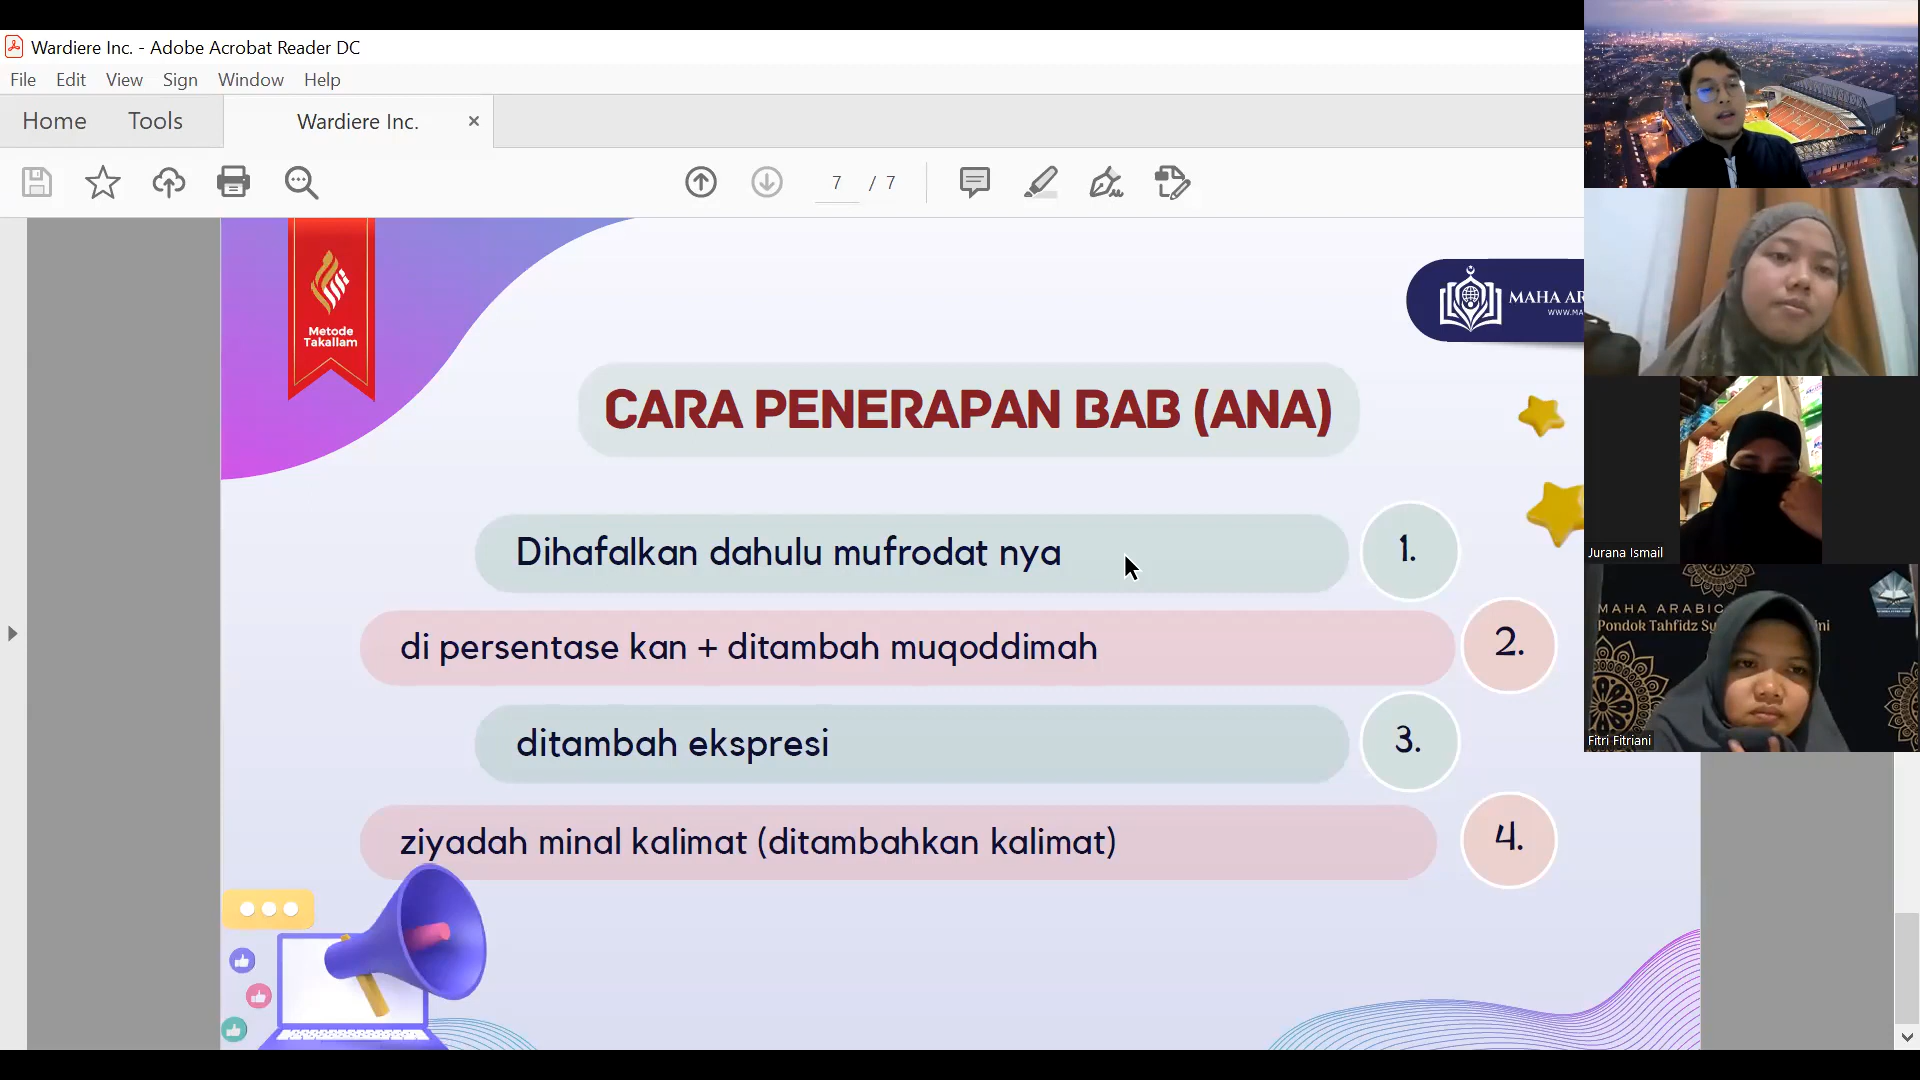 Wardiere Inc. - Adobe Acrobat Reader DC
File Edit View Sign Window Help
Home Tools Wardiere Inc.
7 / 7
Metode
Takallam
MAHA
CARA PENERAPAN BAB (ANA)
Dihafalkan dahulu mufrodat nya 1.
di persentase kan + ditambah muqoddimah 2.
ditambah ekspresi 3.
ziyadah minal kalimat (ditambahkan kalimat) 4.
Jurana Ismail
MAHA ARABIC
Pondok Tahfidz
Fitri Fitriani